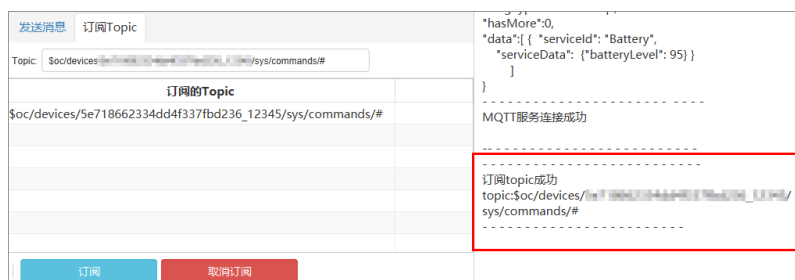 发送消息 订阅Topic
Topic: $oc/devices /sys/commands/#
订阅的Topic
$oc/devices/5e718662334dd4f337fbd236_12345/sys/commands/#
订阅 取消订阅
"hasMore":0,
"data":[ { "serviceId": "Battery",
"serviceData": {"batteryLevel": 95} }
]
}
- - - - - - - - - - - - - - - - - - - - - - - - - -
MQTT服务连接成功
-- - - - - - - - - - - - - - - - - - - - - - - - - -
- - - - - - - - - - - - - - - - - - - - - - - - - -
订阅topic成功
topic:$oc/devices/ /
sys/commands/#
- - - - - - - - - - - - - - - - - - - - - - - -